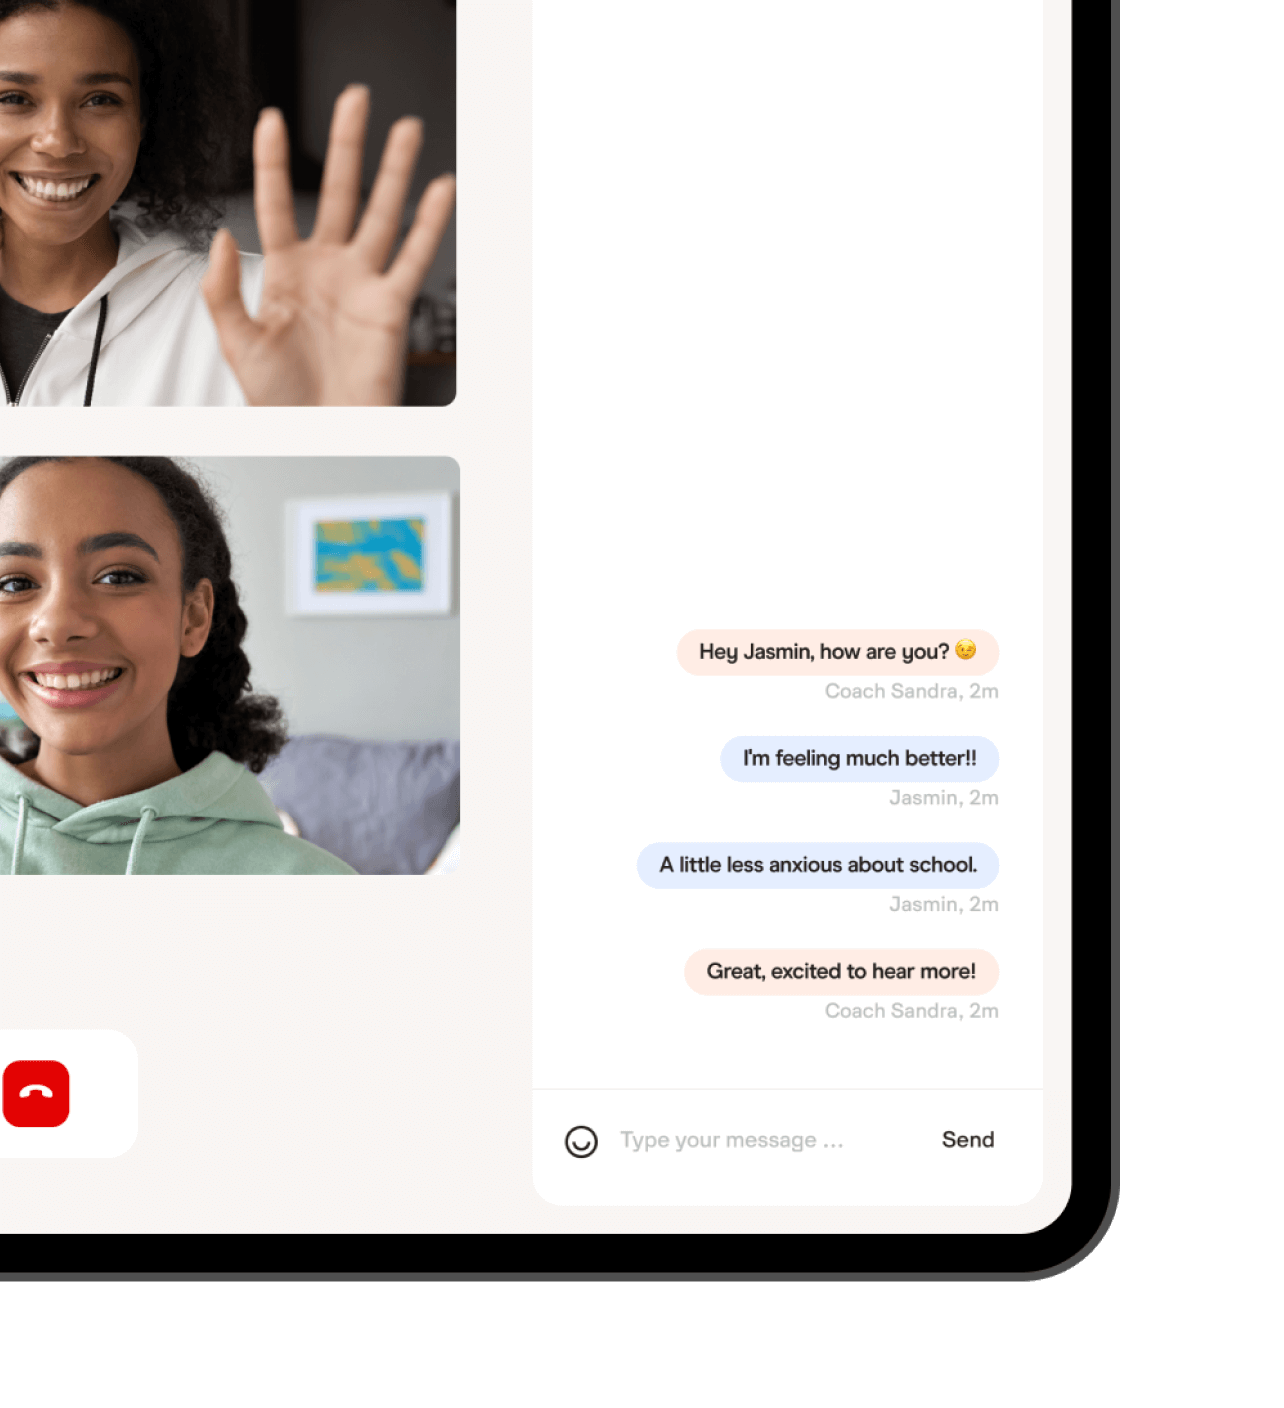 Hey Jasmin, how are you? 😉
Coach Sandra, 2m
I'm feeling much better!!
Jasmin, 2m
A little less anxious about school.
Jasmin, 2m
Great, excited to hear more!
Coach Sandra, 2m
Type your message ...
Send